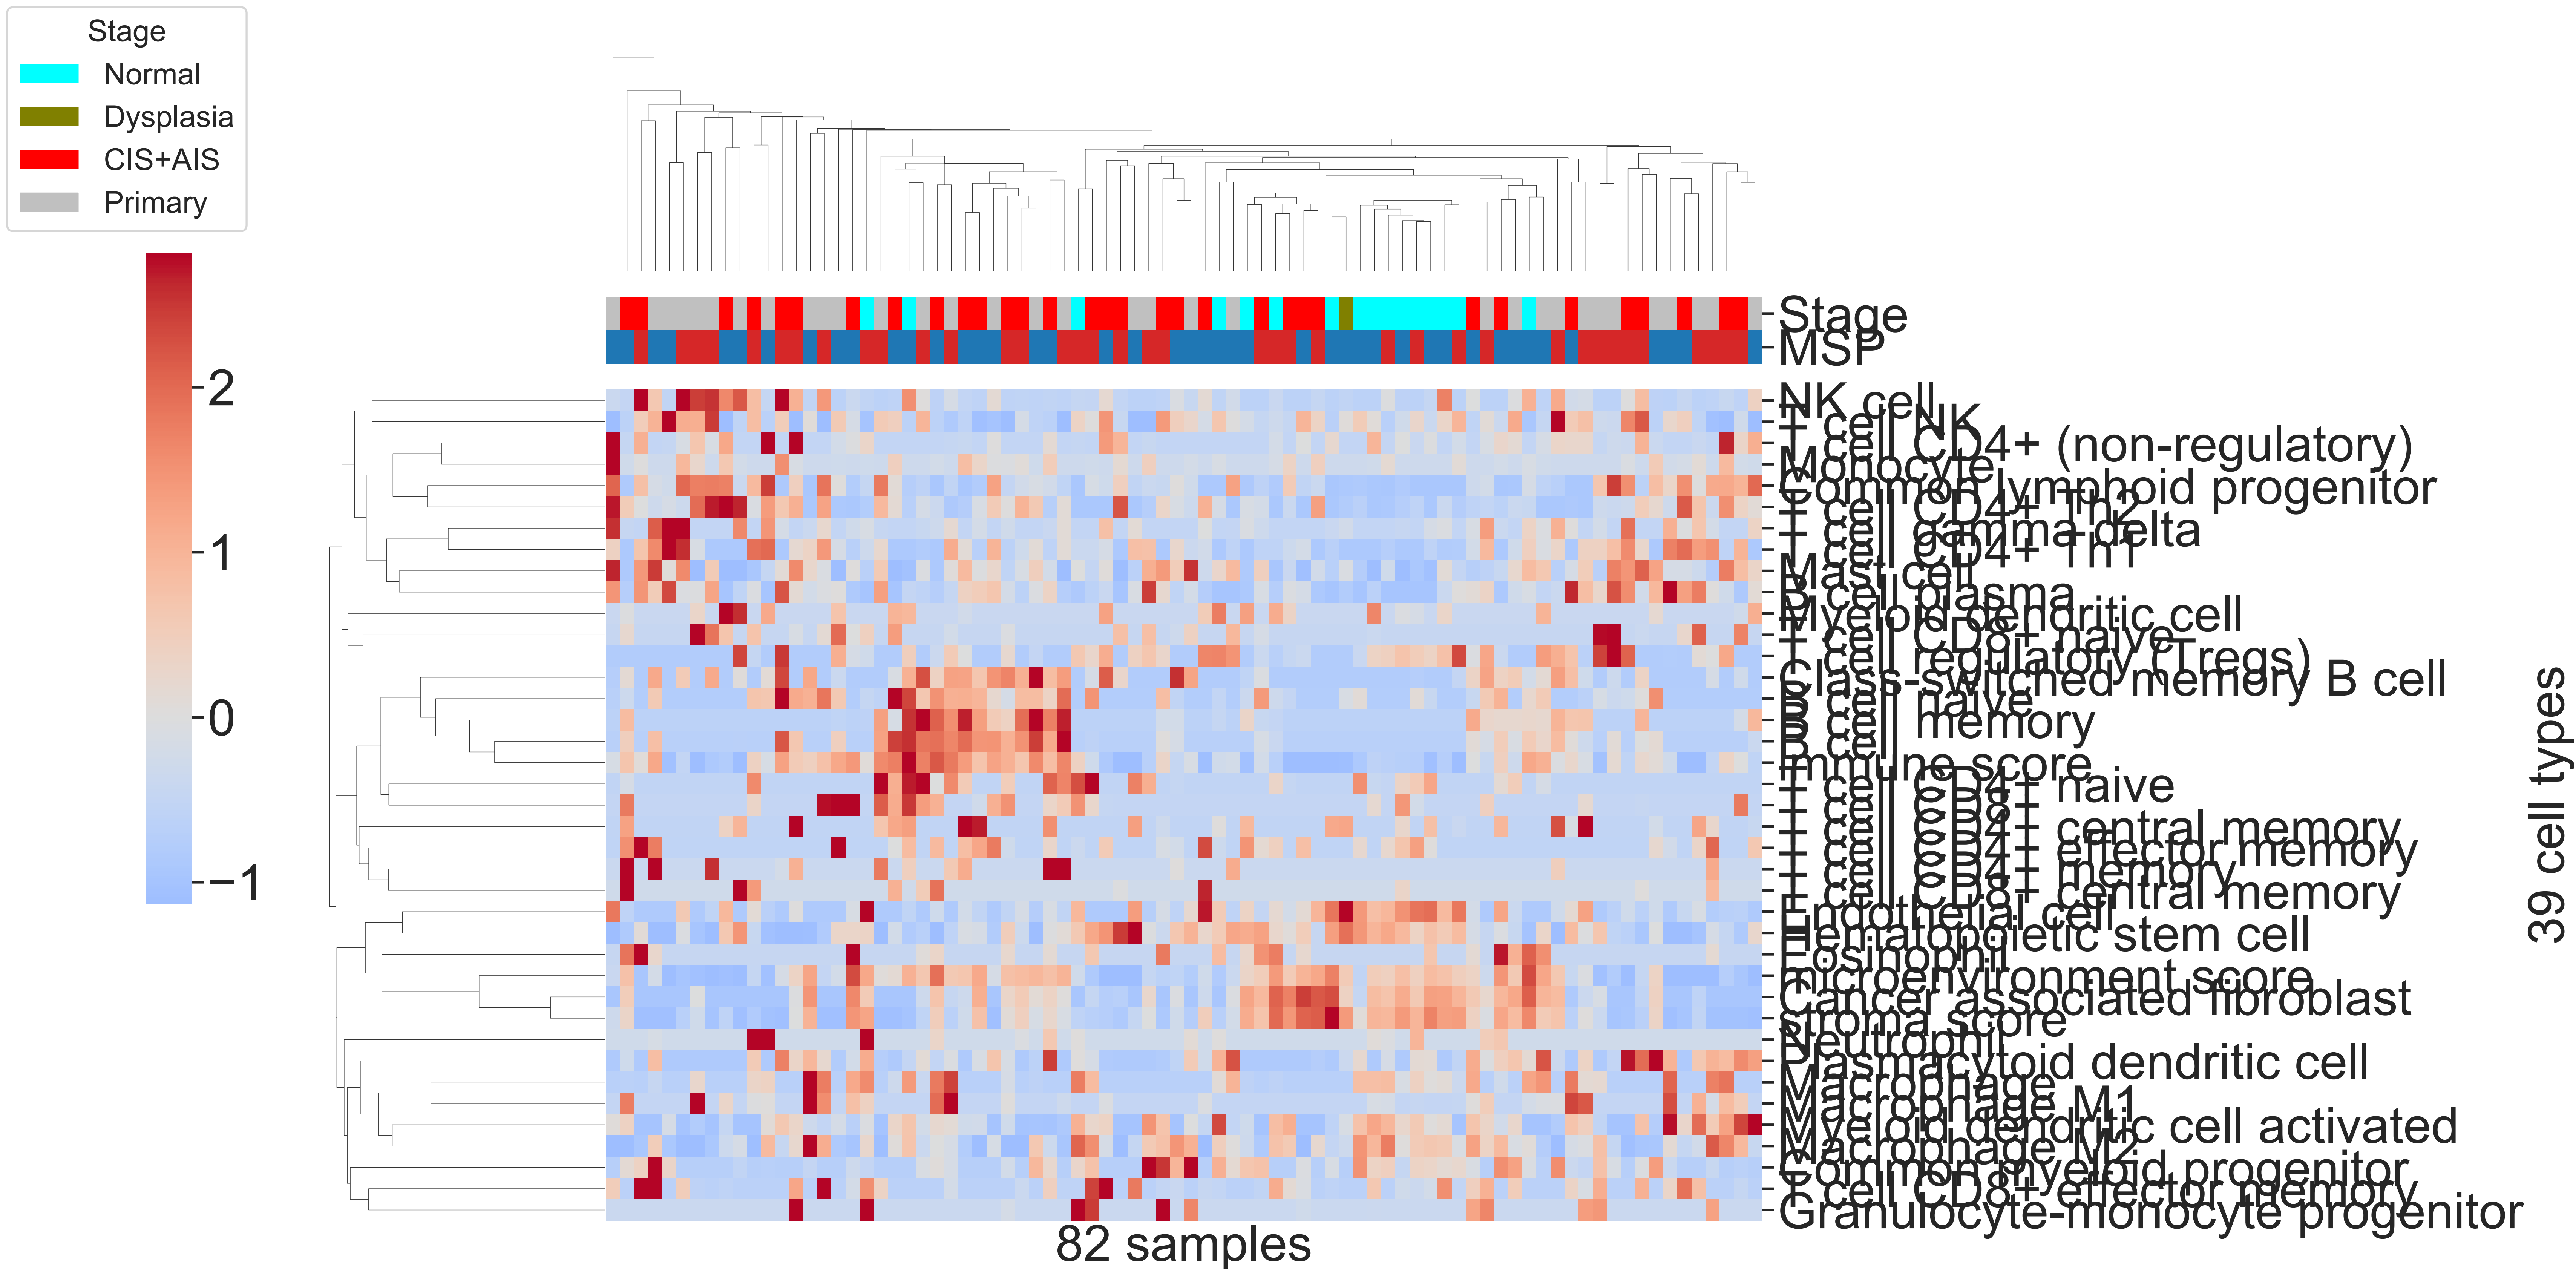 Stage
Normal
Dysplasia
CIS+AIS
Primary
2
1
0
−1
Stage
MSP
NK cell
T cell NK
T cell CD4+ (non-regulatory)
Monocyte
Common lymphoid progenitor
T cell CD4+ Th2
T cell gamma delta
T cell CD4+ Th1
Mast cell
B cell plasma
Myeloid dendritic cell
T cell CD8+ naive
T cell regulatory (Tregs)
Class-switched memory B cell
B cell naive
B cell memory
B cell
immune score
T cell CD4+ naive
T cell CD8+
T cell CD4+ central memory
T cell CD4+ effector memory
T cell CD4+ memory
T cell CD8+ central memory
Endothelial cell
Hematopoietic stem cell
Eosinophil
microenvironment score
Cancer associated fibroblast
stroma score
Neutrophil
Plasmacytoid dendritic cell
Macrophage
Macrophage M1
Myeloid dendritic cell activated
Macrophage M2
Common myeloid progenitor
T cell CD8+ effector memory
Granulocyte-monocyte progenitor
39 cell types
82 samples